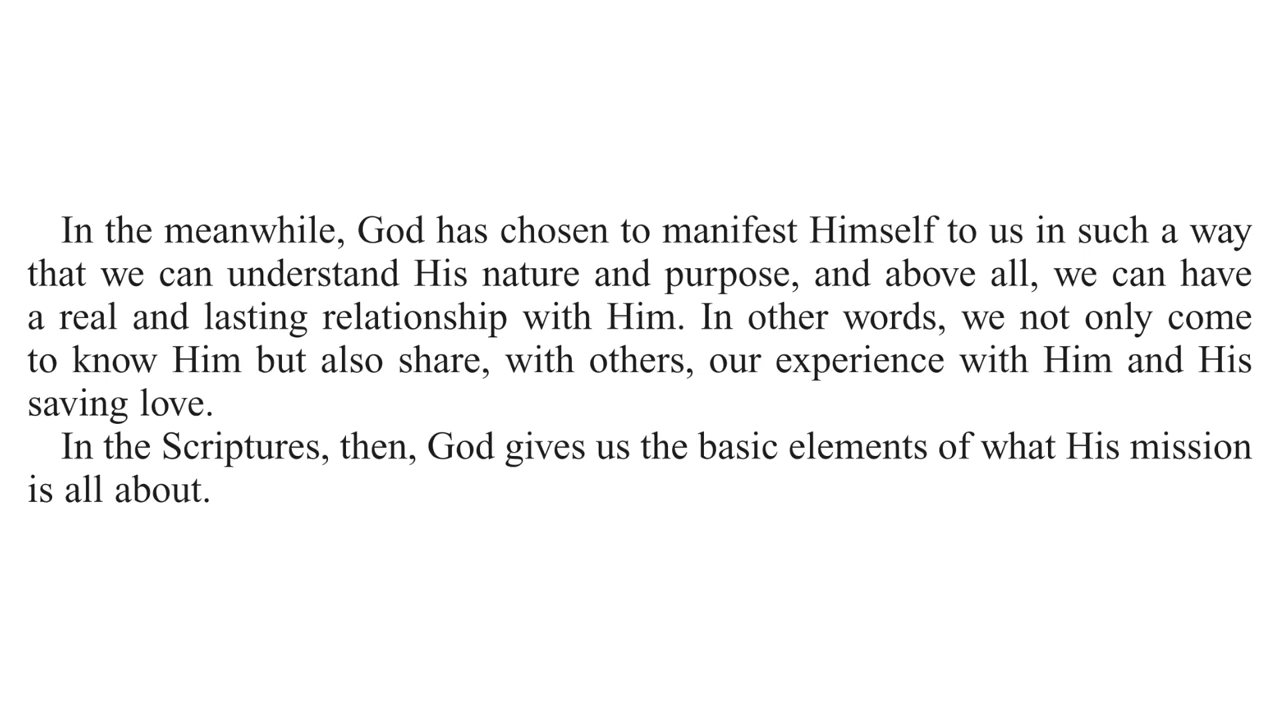 In the meanwhile, God has chosen to manifest Himself to us in such a way
that we can understand His nature and purpose, and above all, we can have
a real and lasting relationship with Him. In other words, we not only come
to know Him but also share, with others, our experience with Him and His
saving love.
In the Scriptures, then, God gives us the basic elements of what His mission
is all about.